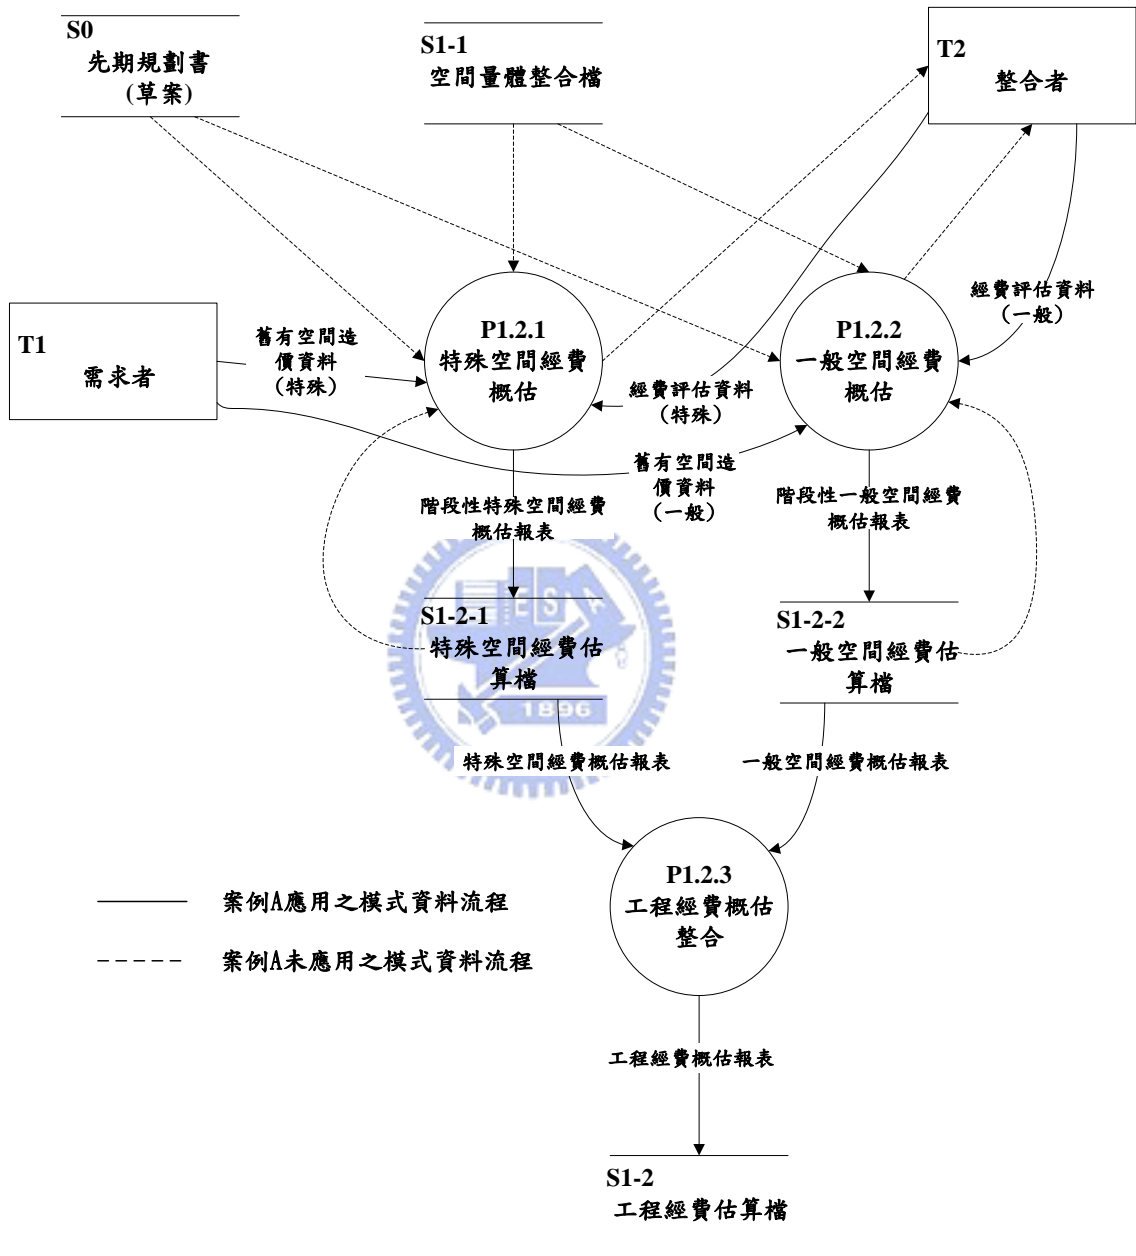 S0
先期規劃書
(草案)
S1-1
空間量體整合檔
T2
整合者
T1
需求者
舊有空間造
價資料
（特殊）
P1.2.1
特殊空間經費
概估
P1.2.2
一般空間經費
概估
經費評估資料
（一般）
經費評估資料
（特殊）
舊有空間造
價資料
（一般）
階段性特殊空間經費
概估報表
階段性一般空間經費
概估報表
S1-2-1
特殊空間經費估
算檔
S1-2-2
一般空間經費估
算檔
ES
1896
特殊空間經費概估報表
一般空間經費概估報表
P1.2.3
工程經費概估
整合
案例A應用之模式資料流程
案例A未應用之模式資料流程
工程經費概估報表
S1-2
工程經費估算檔